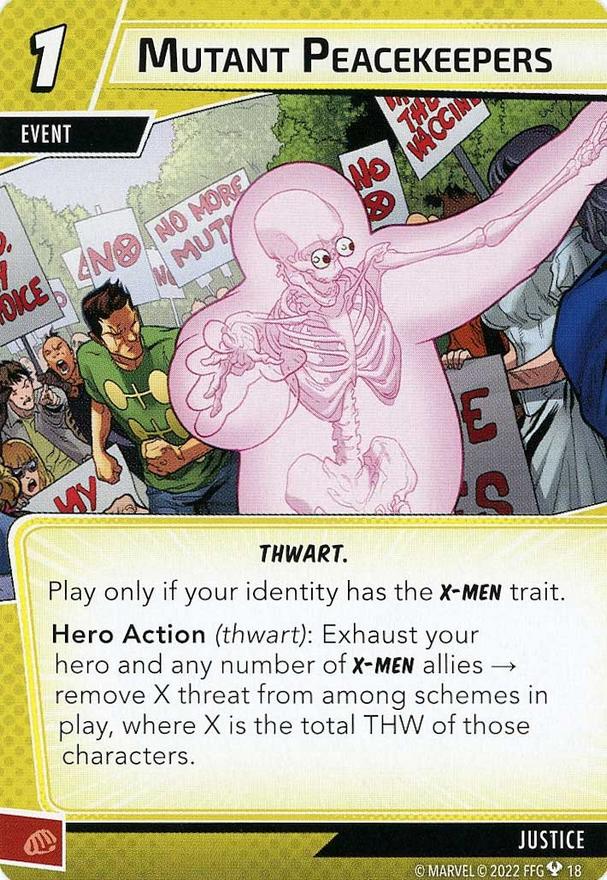 1
MUTANT PEACEKEEPERS
EVENT
THE
VACCINE
NO
NO MORE
NO
OICE
MY
E
ES
THWART.
Play only if your identity has the X-MEN trait.
Hero Action (thwart): Exhaust your
hero and any number of X-MEN allies →
remove X threat from among schemes in
play, where X is the total THW of those
characters.
JUSTICE
© MARVEL © 2022 FFG 18